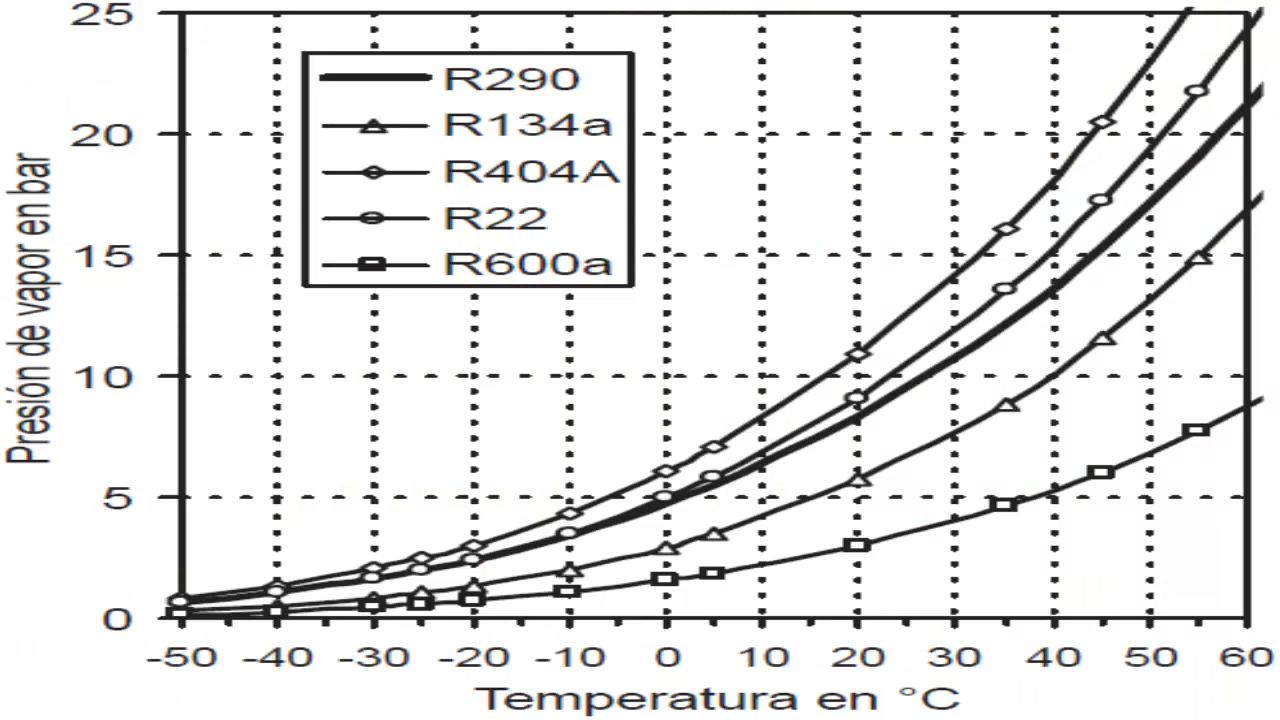 25
20
15
10
5
0
Presión de vapor en bar
R290
R134a
R404A
R22
R600a
-50 -40 -30 -20 -10 0 10 20 30 40 50 60
Temperatura en °C